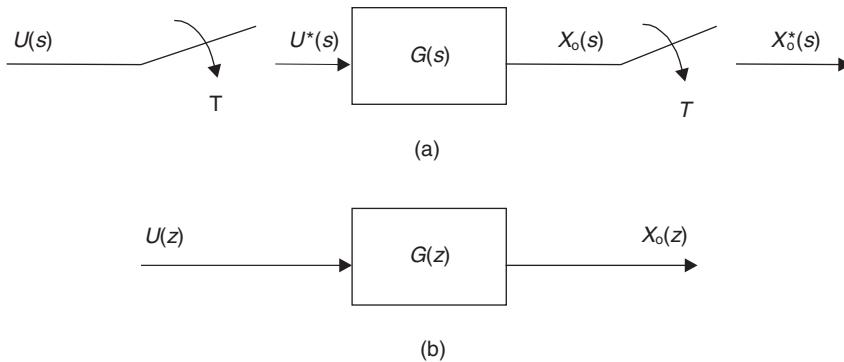 U(s) U*(s) G(s) Xₒ(s) Xₒ*(s)
T T
(a)
U(z) G(z) Xₒ(z)
(b)